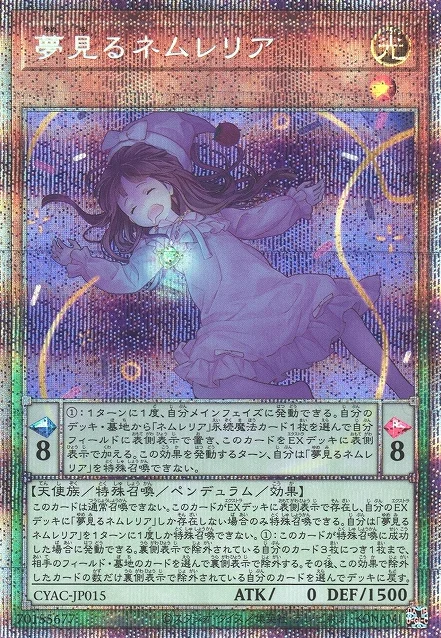 夢見るネムレリア
光
①:1ターンに1度、自分メインフェイズに発動できる。自分の
デッキ・墓地から「ネムレリア」永続魔法カード1枚を選んで自分
フィールドに表側表示で置き、このカードをEXデッキに表側表
示で加える。この効果を発動するターン、自分は「夢見るネムレリ
ア」を特殊召喚できない。
8
8
【天使族/特殊召喚/ペンデュラム/効果】
このカードは通常召喚できない。このカードがEXデッキに表側表示で存在し、自分のEX
デッキに「夢見るネムレリア」しか存在しない場合のみ特殊召喚できる。自分は「夢見る
ネムレリア」を1ターンに1度しか特殊召喚できない。①:このカードが特殊召喚に成功
した場合に発動できる。裏側表示で除外されている自分のカード3枚につき1枚まで、
相手のフィールド・墓地のカードを選んで裏側表示で除外する。その後、この効果で除外
したカードの数だけ裏側表示で除外されている自分のカードを選んでデッキに戻す。
CYAC-JP015
ATK/ 0
DEF/1500
70155677
KONAMI